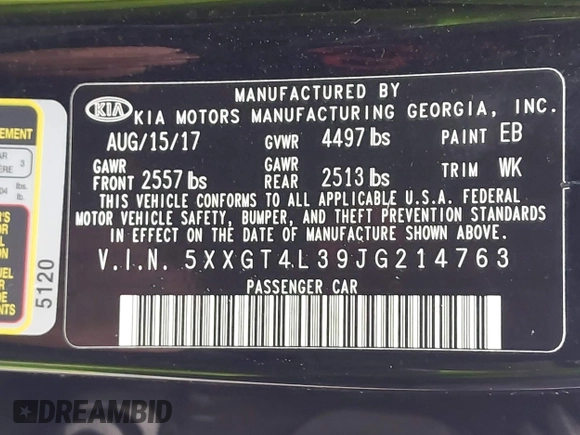 MANUFACTURED BY
KIA KIA MOTORS MANUFACTURING GEORGIA, INC.
AUG/15/17 GVWR 4497 lbs PAINT EB
GAWR FRONT 2557 lbs GAWR REAR 2513 lbs TRIM WK
THIS VEHICLE CONFORMS TO ALL APPLICABLE U.S.A. FEDERAL
MOTOR VEHICLE SAFETY, BUMPER, AND THEFT PREVENTION STANDARDS
IN EFFECT ON THE DATE OF MANUFACTURE SHOWN ABOVE.
V.I.N. 5XXGT4L39JG214763
PASSENGER CAR
5120
3
lbs.
DREAMBID